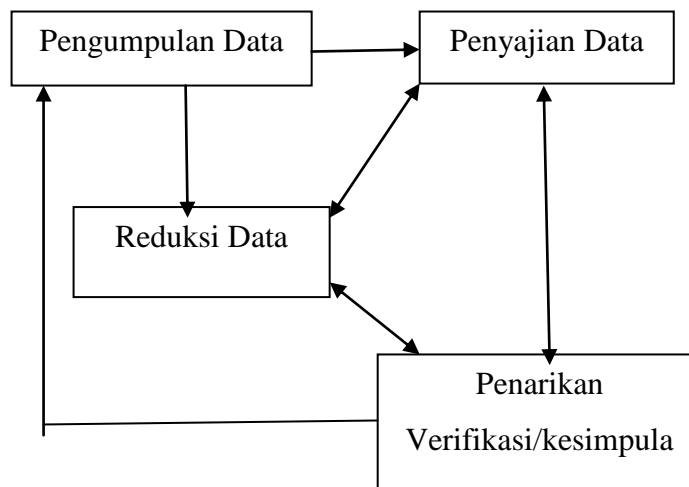 Pengumpulan Data
Penyajian Data
Reduksi Data
Penarikan
Verifikasi/kesimpula